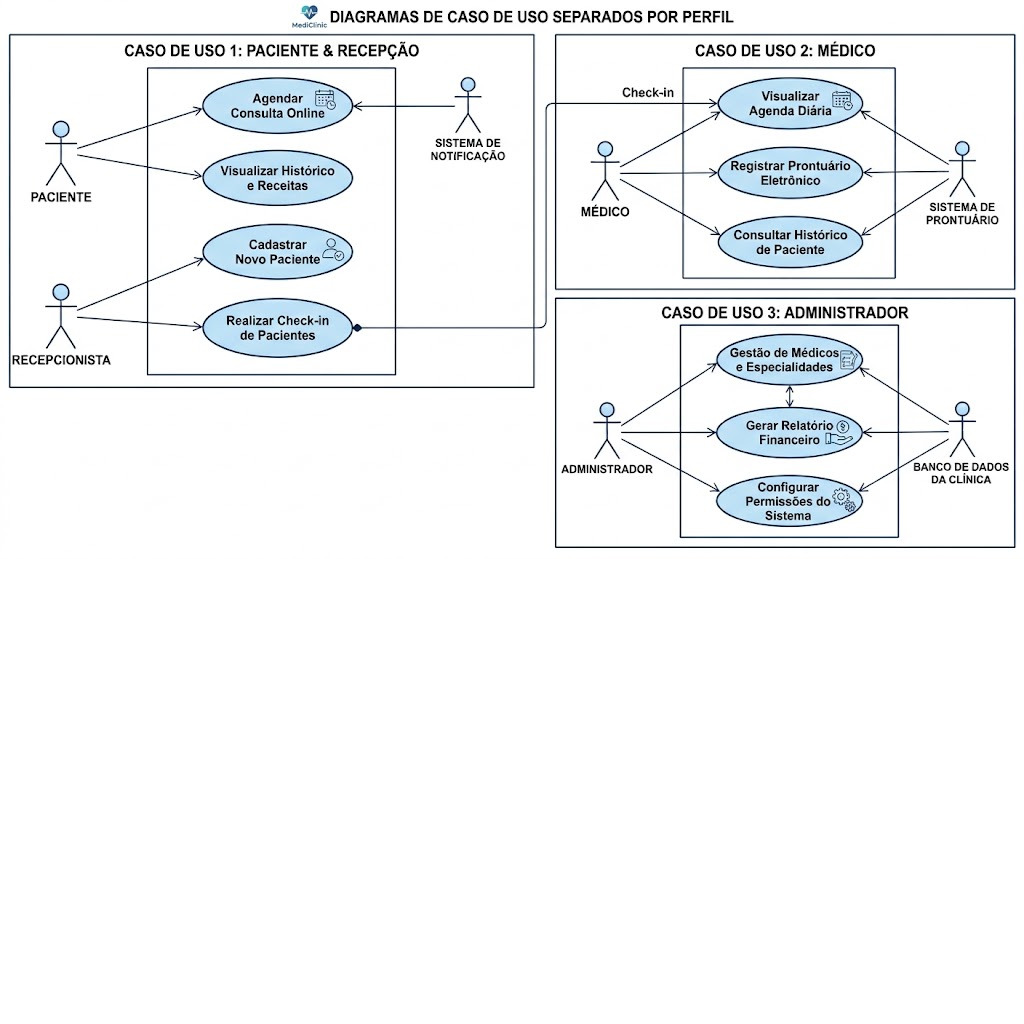 MediClinic
DIAGRAMAS DE CASO DE USO SEPARADOS POR PERFIL
CASO DE USO 1: PACIENTE & RECEPÇÃO
Agendar
Consulta Online
SISTEMA DE
NOTIFICAÇÃO
PACIENTE
Visualizar Histórico
e Receitas
Cadastrar
Novo Paciente
RECEPCIONISTA
Realizar Check-in
de Pacientes
CASO DE USO 2: MÉDICO
Check-in
Visualizar
Agenda Diária
MÉDICO
Registrar Prontuário
Eletrônico
SISTEMA DE
PRONTUÁRIO
Consultar Histórico
de Paciente
CASO DE USO 3: ADMINISTRADOR
Gestão de Médicos
e Especialidades
ADMINISTRADOR
Gerar Relatório
Financeiro
BANCO DE DADOS
DA CLÍNICA
Configurar
Permissões do
Sistema